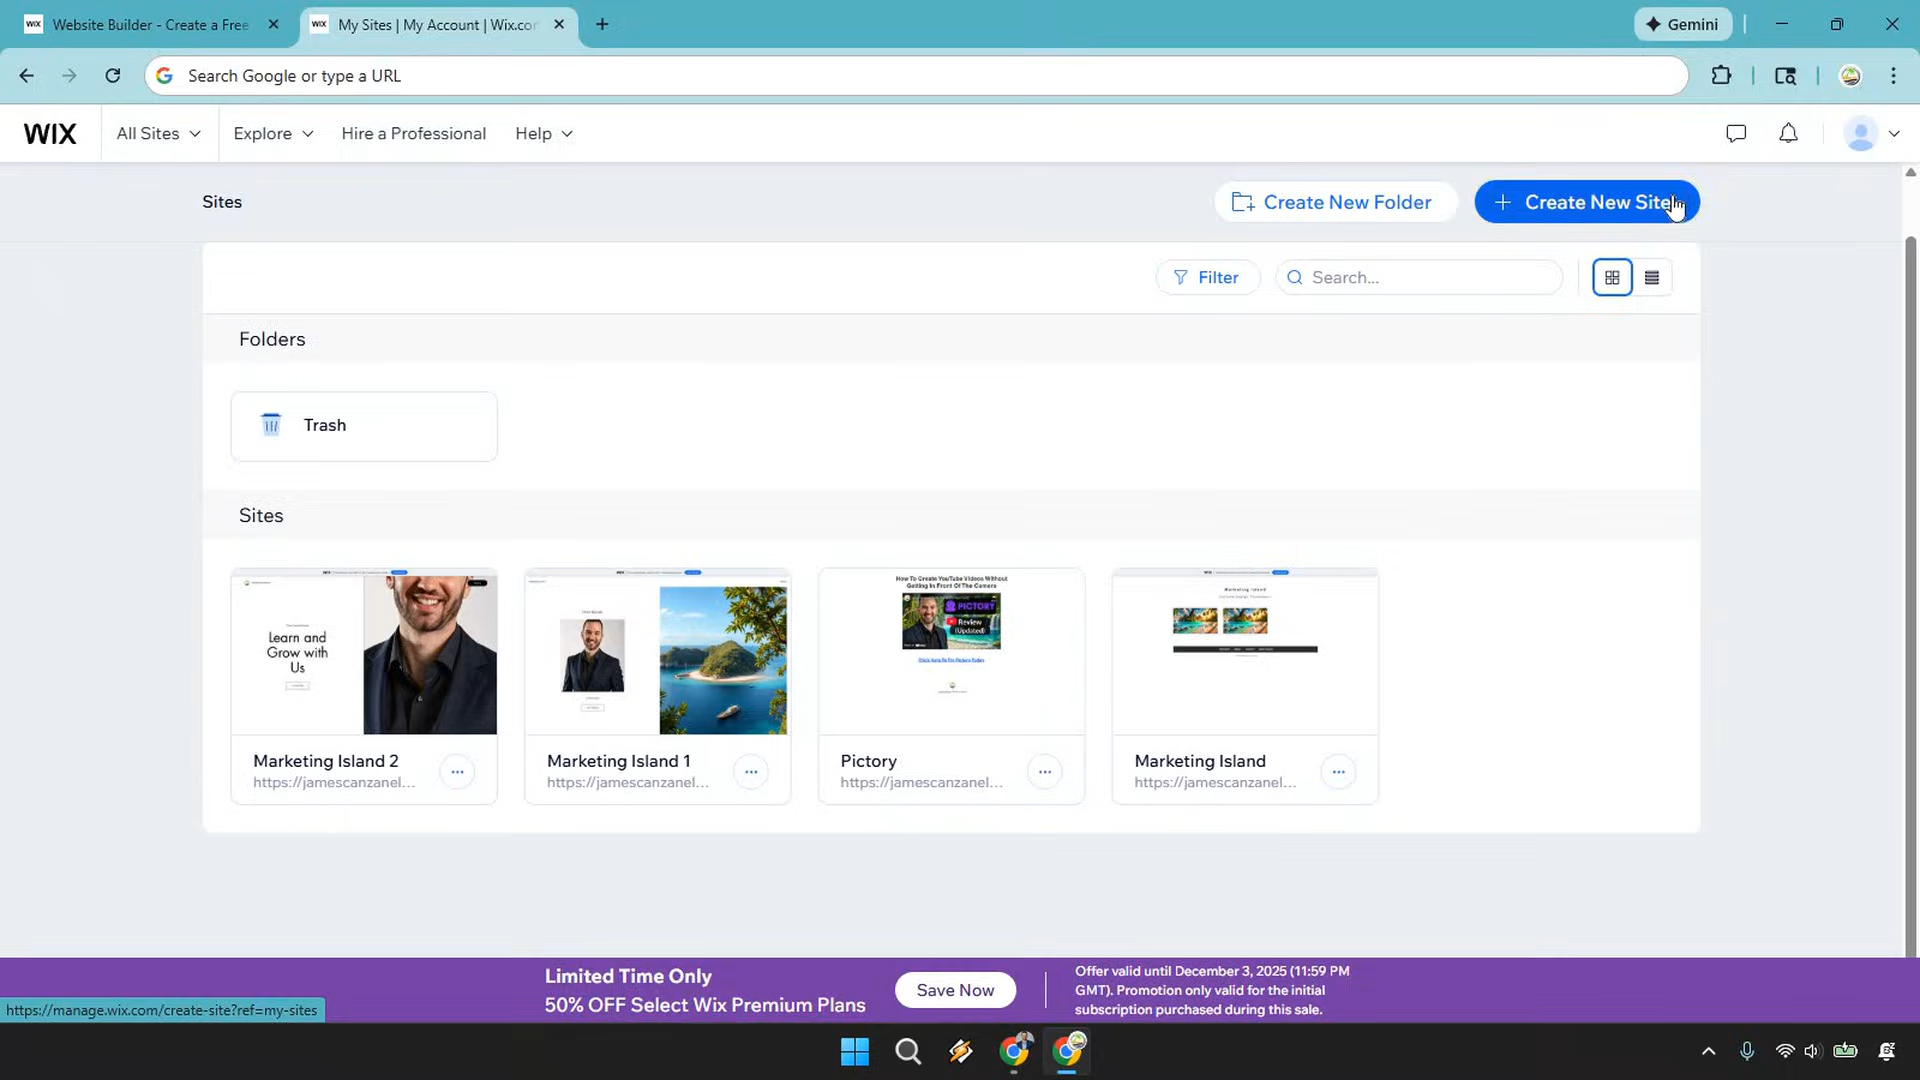 WIX Website Builder - Create a Free
WIX My Sites | My Account | Wix.co
Gemini
Search Google or type a URL
WIX
All Sites
Explore
Hire a Professional
Help
Sites
Create New Folder
+ Create New Site
Filter
Search...
Folders
Trash
Sites
Learn and
Grow with
Us
How To Create YouTube Videos Without
Getting In Front Of The Camera
PICTORY
Review
(Updated)
Click Here To Try Pictory Today
Marketing Island
Marketing Island 2
https://jamescanzanel...
Marketing Island 1
https://jamescanzanel...
Pictory
https://jamescanzanel...
Marketing Island
https://jamescanzanel...
Limited Time Only
50% OFF Select Wix Premium Plans
Save Now
Offer valid until December 3, 2025 (11:59 PM
GMT). Promotion only valid for the initial
subscription purchased during this sale.
https://manage.wix.com/create-site?ref=my-sites